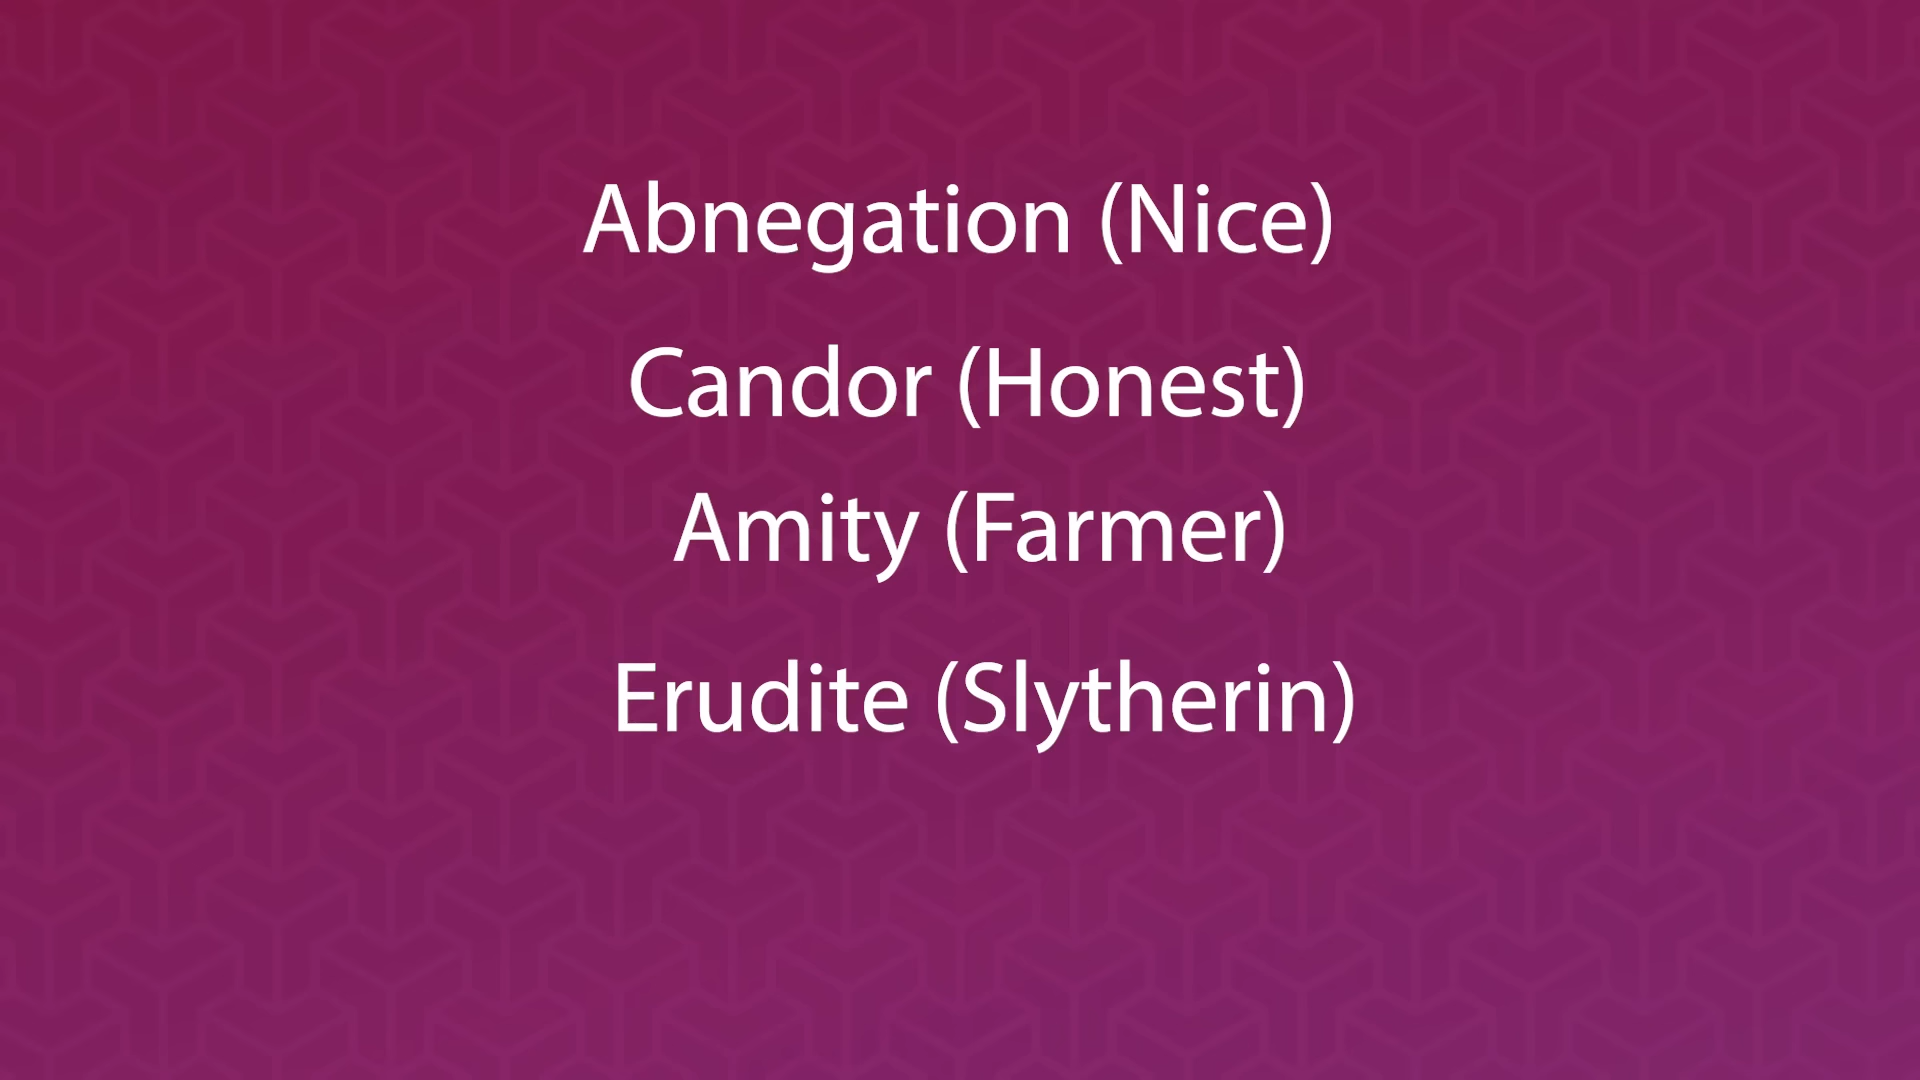 Abnegation (Nice)
Candor (Honest)
Amity (Farmer)
Erudite (Slytherin)